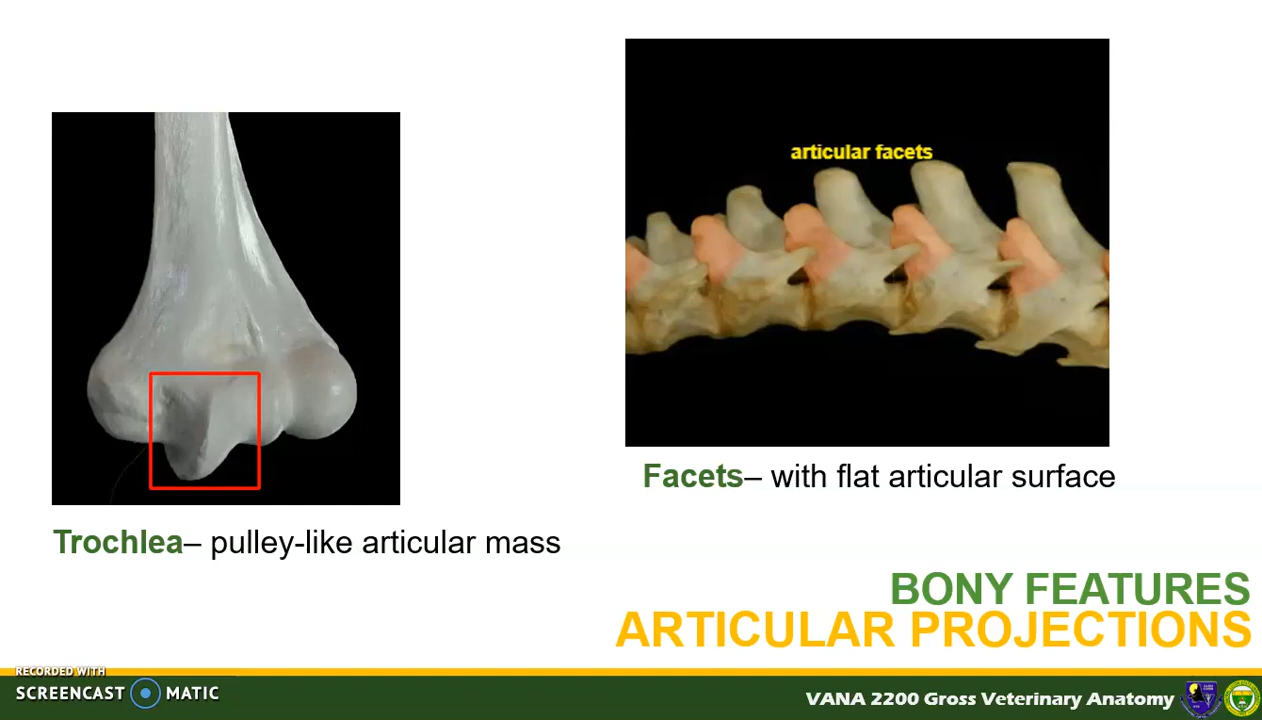 articular facets
Facets– with flat articular surface
Trochlea– pulley-like articular mass
BONY FEATURES
ARTICULAR PROJECTIONS
RECORDED WITH
SCREENCAST MATIC
VANA 2200 Gross Veterinary Anatomy